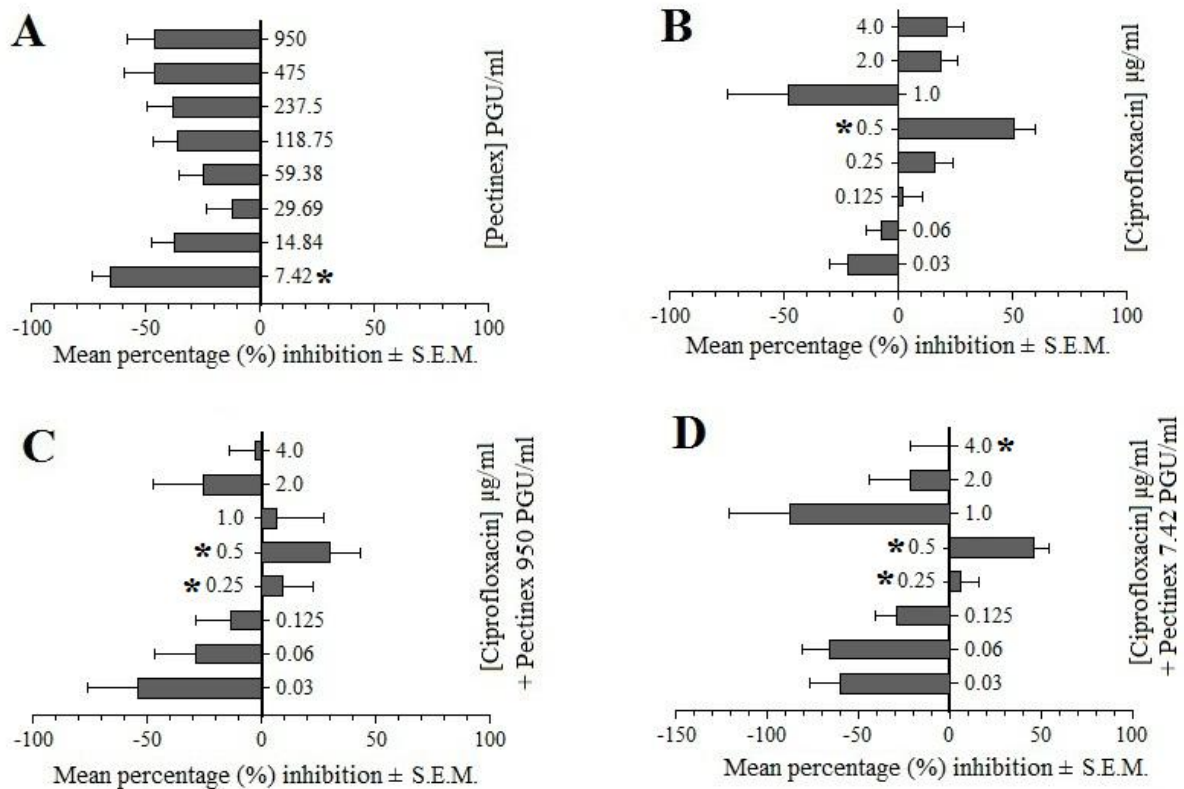 A
950
475
237.5
118.75
59.38
29.69
14.84
7.42 *
[Pectinex] PGU/ml
-100 -50 0 50 100
Mean percentage (%) inhibition ± S.E.M.
B
4.0
2.0
1.0
* 0.5
0.25
0.125
0.06
0.03
[Ciprofloxacin] µg/ml
-100 -50 0 50 100
Mean percentage (%) inhibition ± S.E.M.
C
4.0
2.0
1.0
* 0.5
* 0.25
0.125
0.06
0.03
[Ciprofloxacin] µg/ml
+ Pectinex 950 PGU/ml
-100 -50 0 50 100
Mean percentage (%) inhibition ± S.E.M.
D
4.0 *
2.0
1.0
* 0.5
* 0.25
0.125
0.06
0.03
[Ciprofloxacin] µg/ml
+ Pectinex 7.42 PGU/ml
-150 -100 -50 0 50 100
Mean percentage (%) inhibition ± S.E.M.